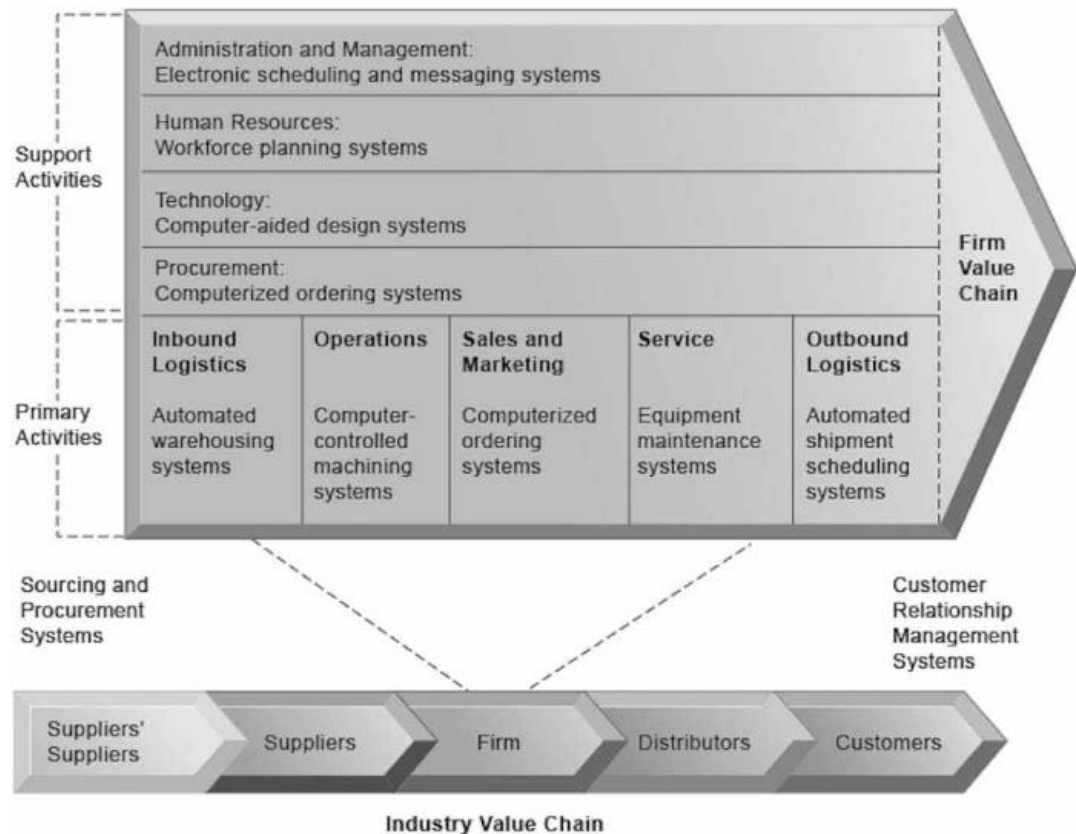 Administration and Management:
Electronic scheduling and messaging systems
Human Resources:
Workforce planning systems
Support
Activities
Technology:
Computer-aided design systems
Procurement:
Computerized ordering systems
Firm
Value
Chain
Primary
Activities
Inbound
Logistics
Automated
warehousing
systems
Operations
Computer-
controlled
machining
systems
Sales and
Marketing
Computerized
ordering
systems
Service
Equipment
maintenance
systems
Outbound
Logistics
Automated
shipment
scheduling
systems
Sourcing and
Procurement
Systems
Customer
Relationship
Management
Systems
Suppliers'
Suppliers
Suppliers
Firm
Distributors
Customers
Industry Value Chain